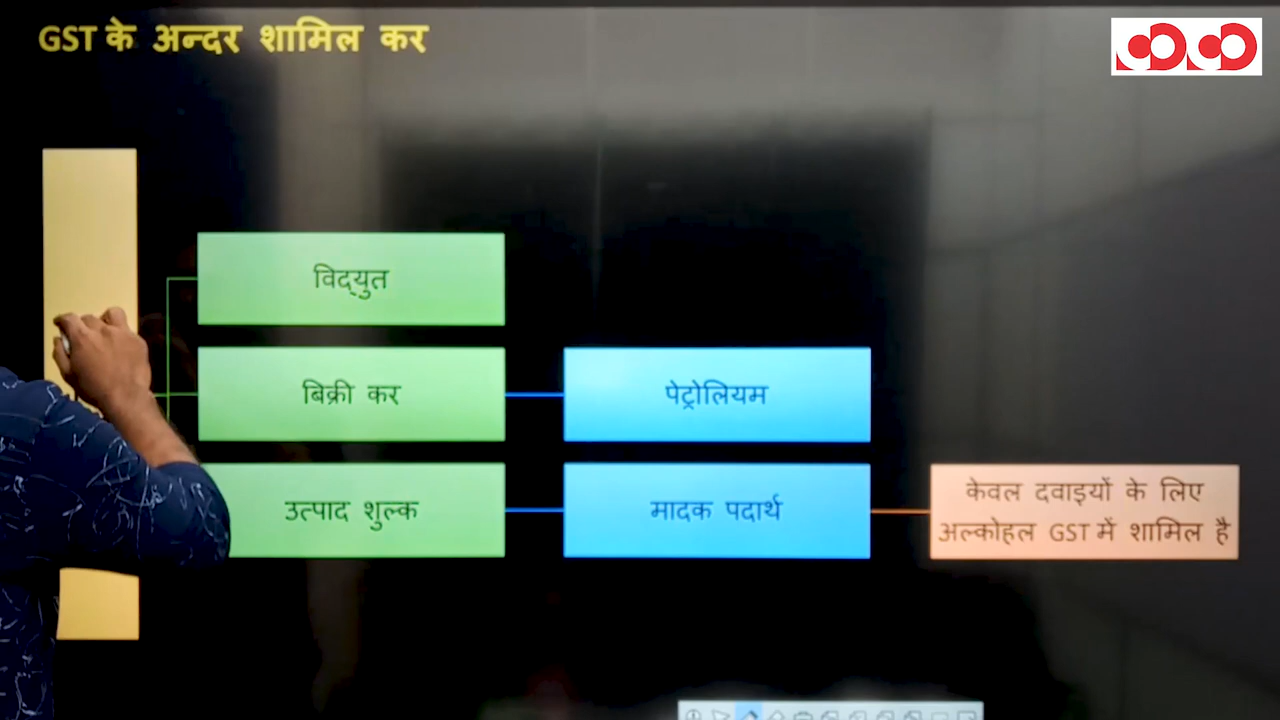 GST के अन्दर शामिल कर
विद्युत
बिक्री कर
पेट्रोलियम
उत्पाद शुल्क
मादक पदार्थ
केवल दवाइयों के लिए
अल्कोहल GST में शामिल है